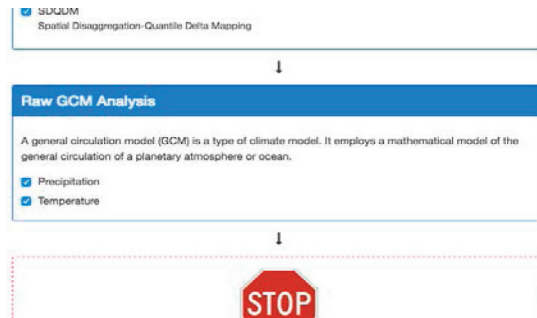 SDQDM
Spatial Disaggregation-Quantile Delta Mapping
Raw GCM Analysis
A general circulation model (GCM) is a type of climate model. It employs a mathematical model of the
general circulation of a planetary atmosphere or ocean.
Precipitation
Temperature
STOP